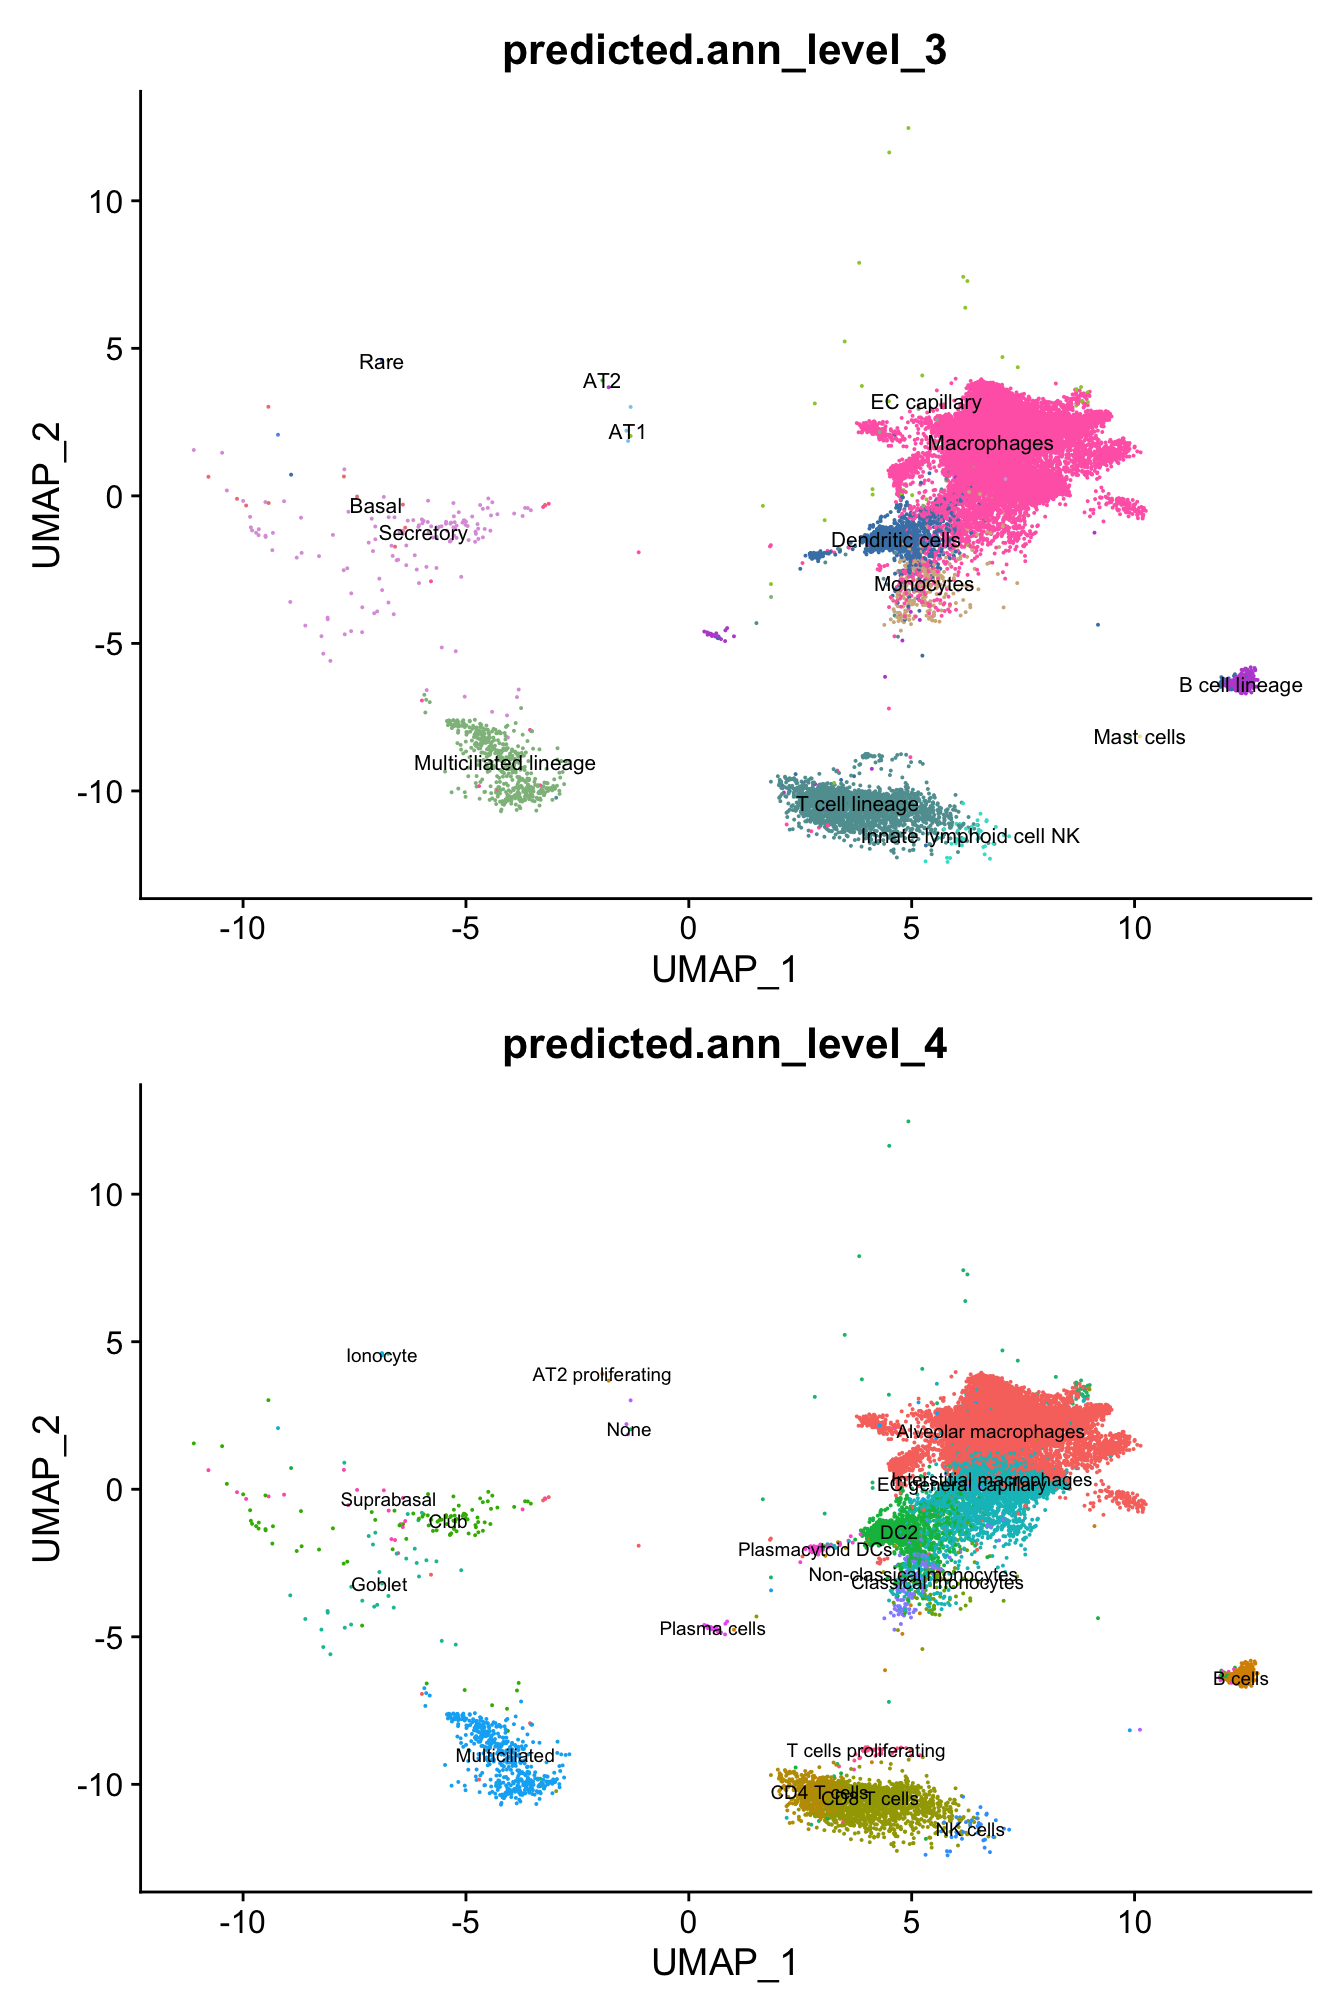 predicted.ann_level_3
UMAP_2
10
5
0
-5
-10
Rare
AT2
AT1
EC capillary
Macrophages
Basal
Secretory
Dendritic cells
Monocytes
B cell lineage
Mast cells
Multiciliated lineage
T cell lineage
Innate lymphoid cell NK
-10
-5
0
5
10
UMAP_1
predicted.ann_level_4
UMAP_2
10
5
0
-5
-10
Ionocyte
AT2 proliferating
None
Alveolar macrophages
Interstitial macrophages
EC general capillary
Suprabasal
Club
DC2
Plasmacytoid DCs
Non-classical monocytes
Classical monocytes
Goblet
Plasma cells
B cells
T cells proliferating
Multiciliated
CD4 T cells
CD8 T cells
NK cells
-10
-5
0
5
10
UMAP_1